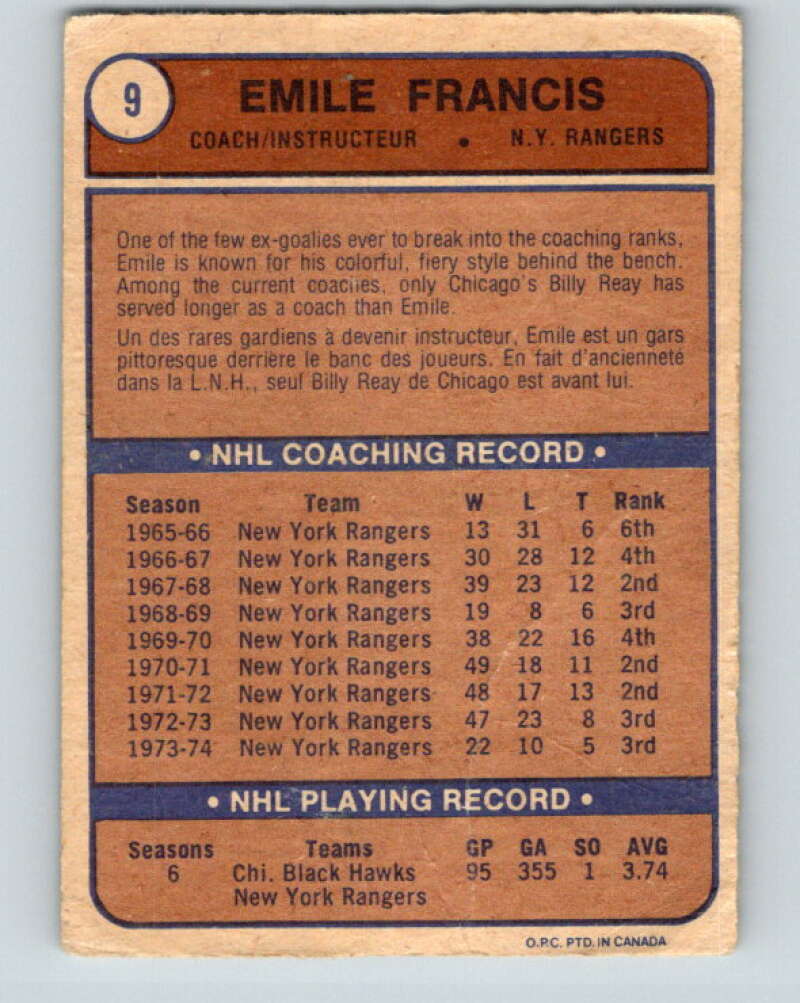 9
EMILE FRANCIS
COACH/INSTRUCTEUR • N.Y. RANGERS
One of the few ex-goalies ever to break into the coaching ranks,
Emile is known for his colorful, fiery style behind the bench.
Among the current coaches, only Chicago's Billy Reay has
served longer as a coach than Emile.
Un des rares gardiens à devenir instructeur, Emile est un gars
pittoresque derrière le banc des joueurs. En fait d'ancienneté
dans la L.N.H., seul Billy Reay de Chicago est avant lui.
• NHL COACHING RECORD •
Season Team W L T Rank
1965-66 New York Rangers 13 31 6 6th
1966-67 New York Rangers 30 28 12 4th
1967-68 New York Rangers 39 23 12 2nd
1968-69 New York Rangers 19 8 6 3rd
1969-70 New York Rangers 38 22 16 4th
1970-71 New York Rangers 49 18 11 2nd
1971-72 New York Rangers 48 17 13 2nd
1972-73 New York Rangers 47 23 8 3rd
1973-74 New York Rangers 22 10 5 3rd
• NHL PLAYING RECORD •
Seasons Teams GP GA SO AVG
6 Chi. Black Hawks 95 355 1 3.74
New York Rangers
O.P.C. PTD. IN CANADA